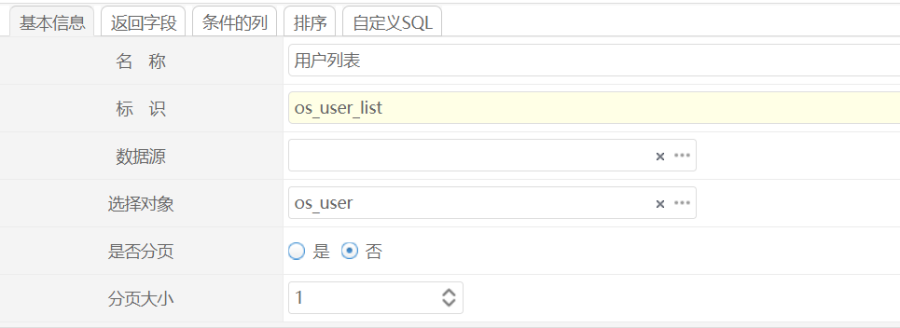 基本信息 返回字段 条件的列 排序 自定义SQL
名 称 用户列表
标 识 os_user_list
数据源
选择对象 os_user
是否分页 是 否
分页大小 1